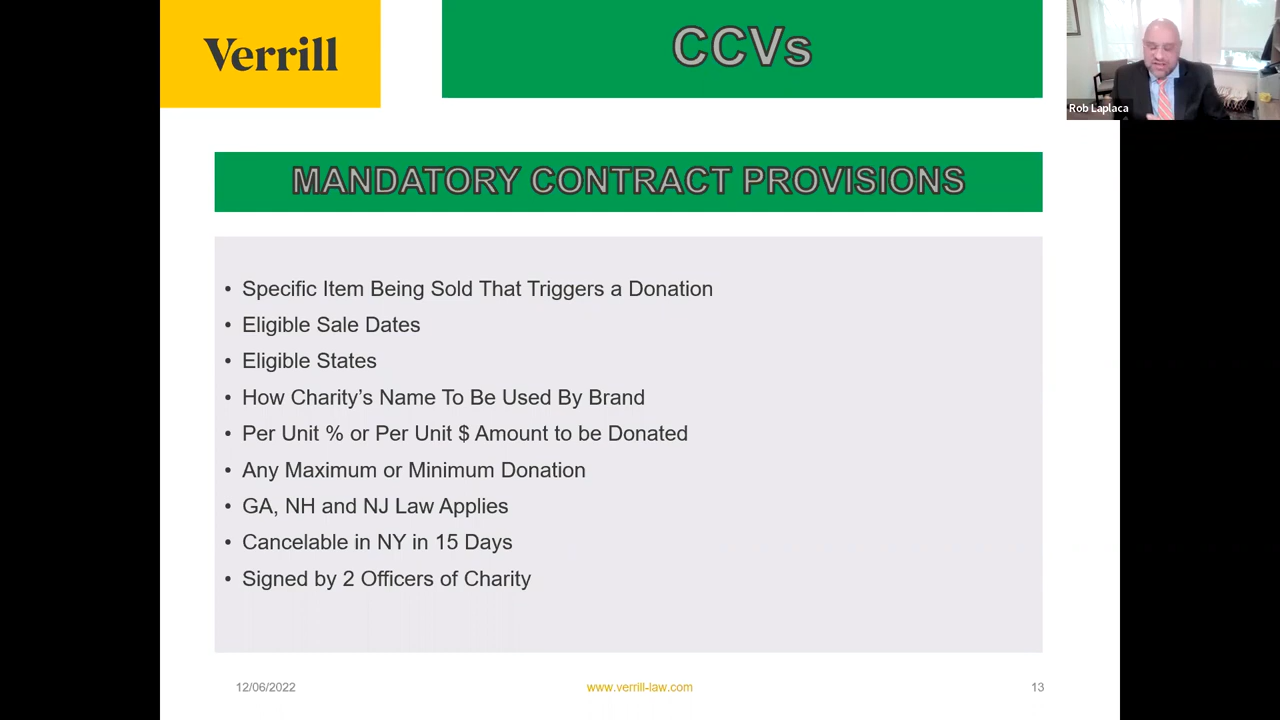 Verrill
CCVs
Rob Laplaca
MANDATORY CONTRACT PROVISIONS
• Specific Item Being Sold That Triggers a Donation
• Eligible Sale Dates
• Eligible States
• How Charity’s Name To Be Used By Brand
• Per Unit % or Per Unit $ Amount to be Donated
• Any Maximum or Minimum Donation
• GA, NH and NJ Law Applies
• Cancelable in NY in 15 Days
• Signed by 2 Officers of Charity
12/06/2022
www.verrill-law.com
13